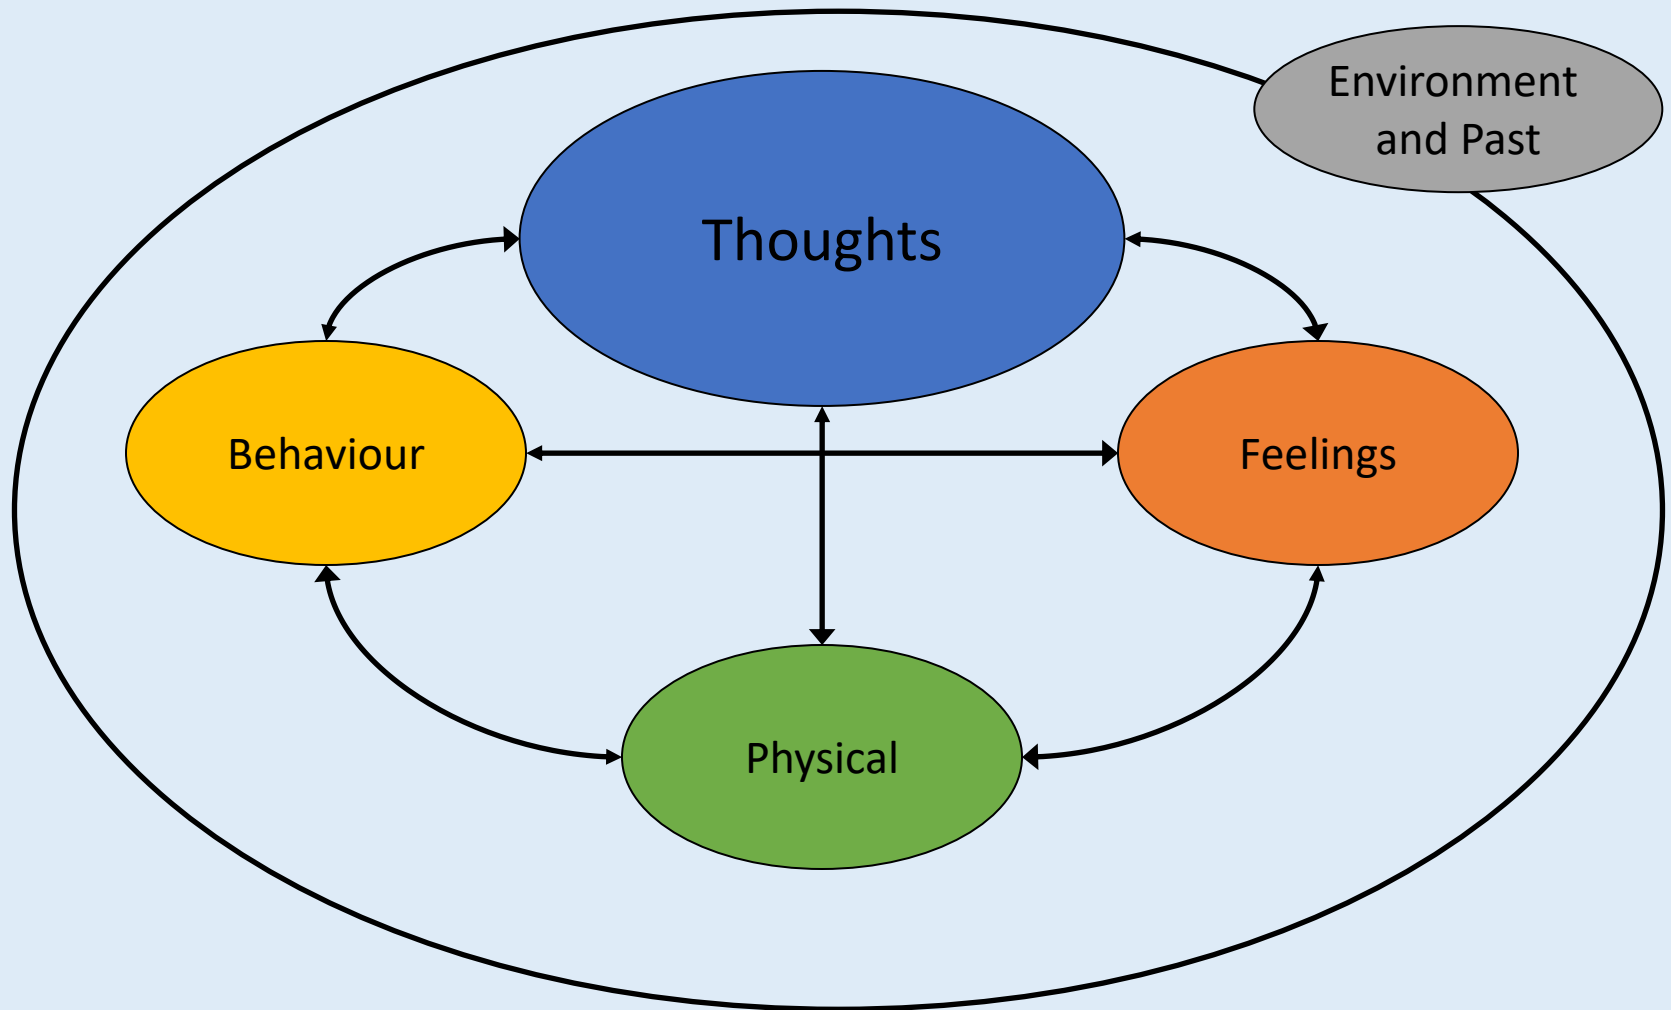 Environment
and Past
Thoughts
Behaviour
Feelings
Physical